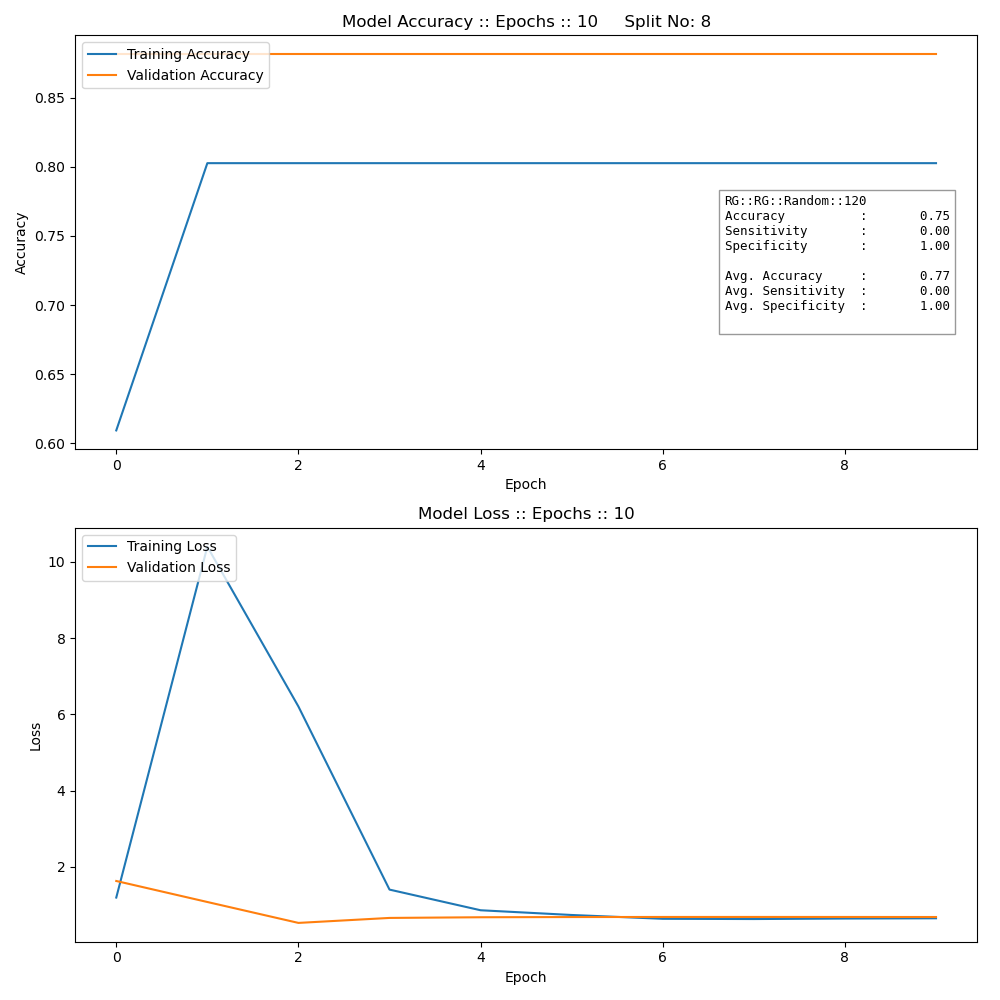 Model Accuracy :: Epochs :: 10     Split No: 8
Training Accuracy
Validation Accuracy
0.85
0.80
0.75
0.70
0.65
0.60
Accuracy
RG::RG::Random::120
Accuracy          :       0.75
Sensitivity       :       0.00
Specificity       :       1.00
Avg. Accuracy     :       0.77
Avg. Sensitivity  :       0.00
Avg. Specificity  :       1.00
0 2 4 6 8
Epoch
Model Loss :: Epochs :: 10
Training Loss
Validation Loss
10
8
6
4
2
Loss
0 2 4 6 8
Epoch